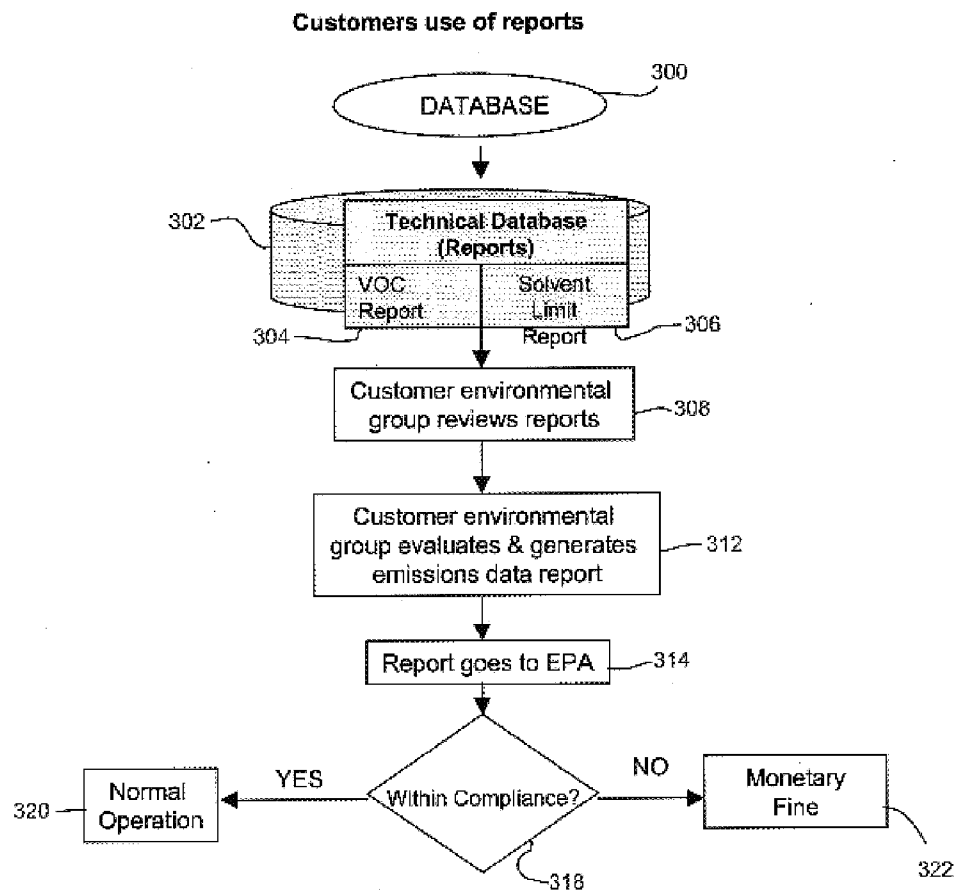 Customers use of reports
300
DATABASE
302
Technical Database
(Reports)
VOC
Report
Solvent
Limit
Report
304
306
Customer environmental
group reviews reports
308
Customer environmental
group evaluates & generates
emissions data report
312
Report goes to EPA
314
YES
NO
Within Compliance?
Normal
Operation
320
Monetary
Fine
322
318